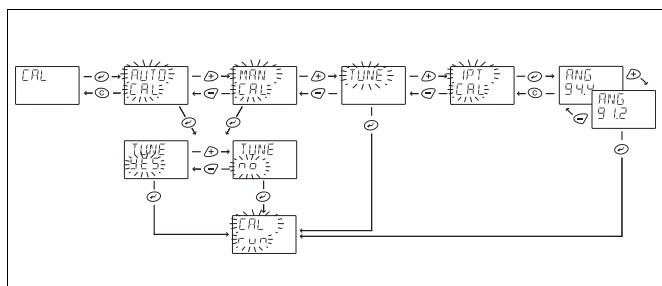 CAL
AUTO
CAL
MAN
CAL
TUNE
IPT
CAL
ANG
94.4
ANG
91.2
TUNE
YES
TUNE
no
CAL
run